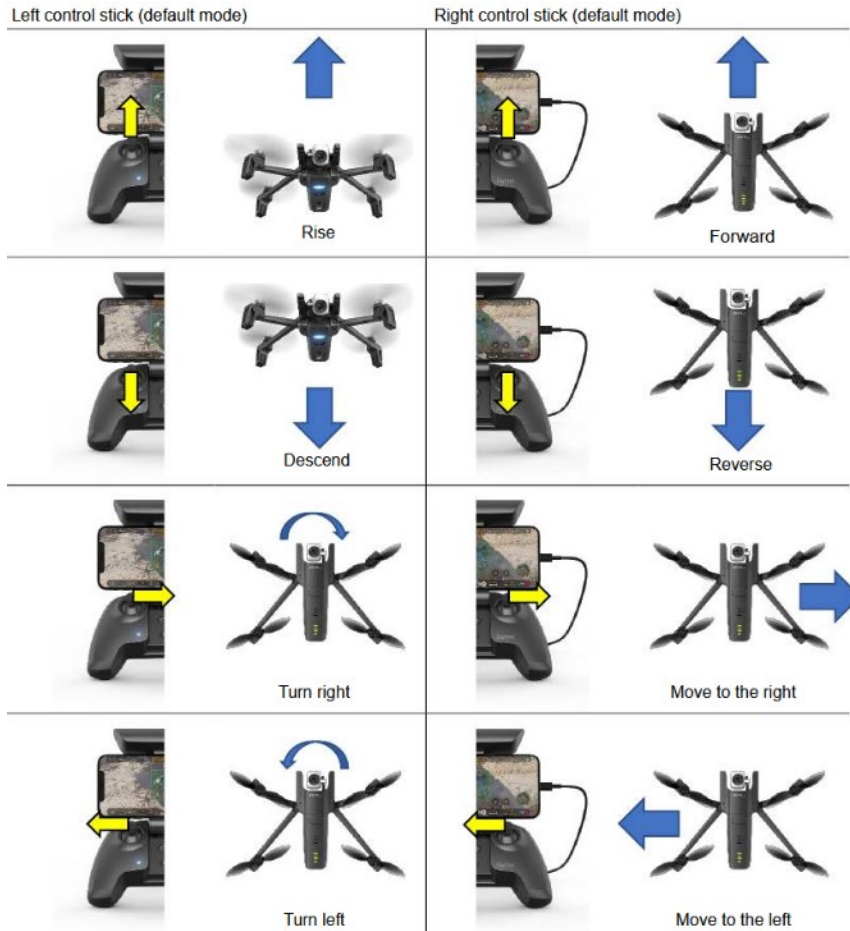 Left control stick (default mode)
Right control stick (default mode)
Rise
Forward
Descend
Reverse
Turn right
Move to the right
Turn left
Move to the left